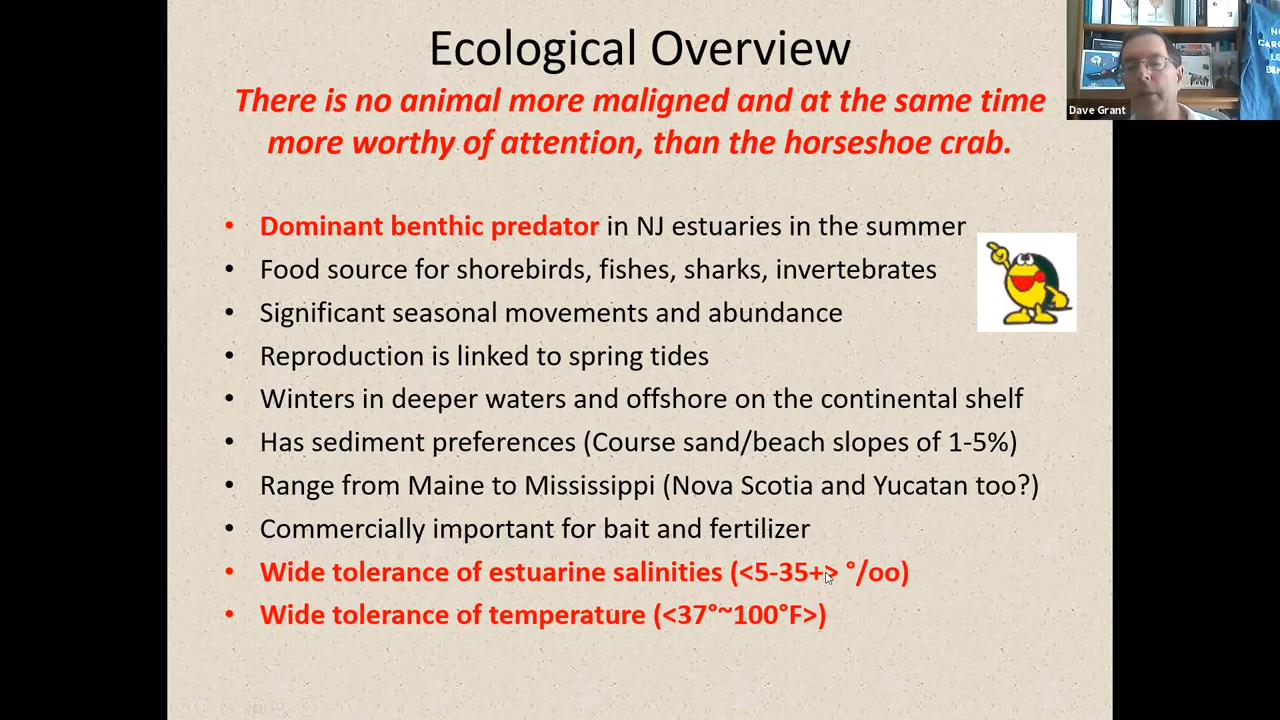 Ecological Overview
There is no animal more maligned and at the same time
more worthy of attention, than the horseshoe crab.
• Dominant benthic predator in NJ estuaries in the summer
• Food source for shorebirds, fishes, sharks, invertebrates
• Significant seasonal movements and abundance
• Reproduction is linked to spring tides
• Winters in deeper waters and offshore on the continental shelf
• Has sediment preferences (Course sand/beach slopes of 1-5%)
• Range from Maine to Mississippi (Nova Scotia and Yucatan too?)
• Commercially important for bait and fertilizer
• Wide tolerance of estuarine salinities (<5-35+> °/oo)
• Wide tolerance of temperature (<37°~100°F>)
Dave Grant